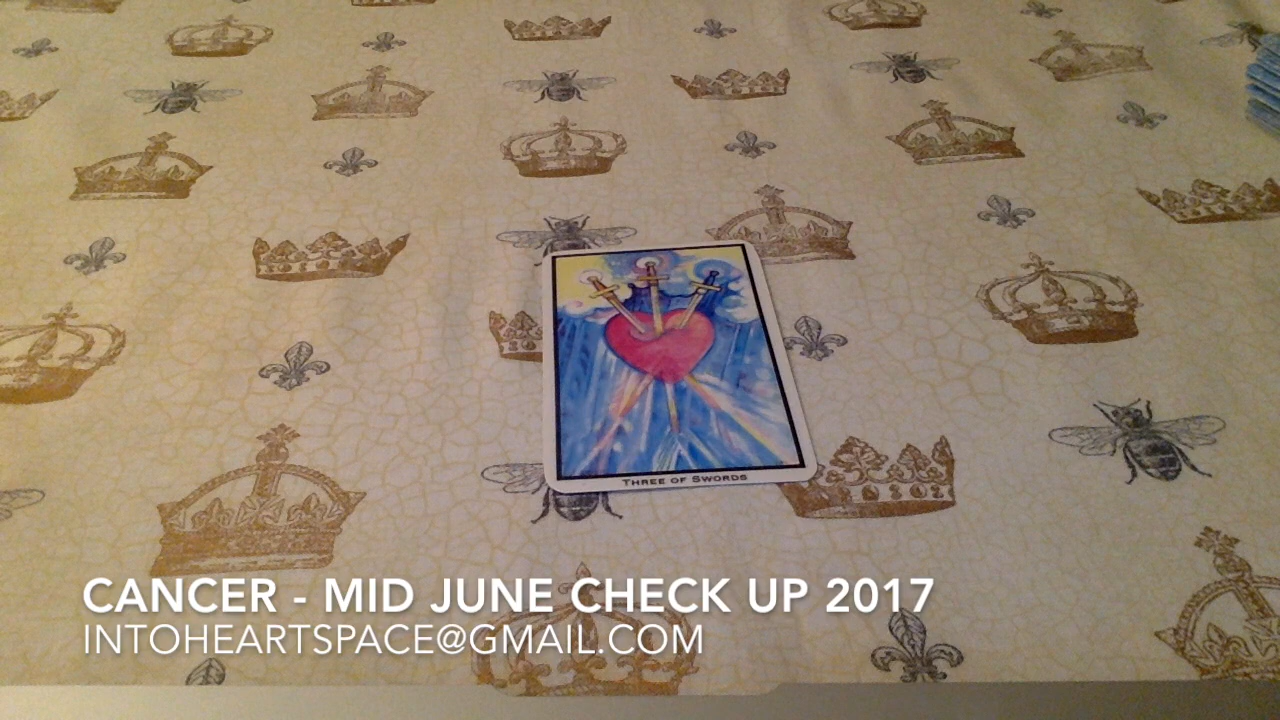 THREE OF SWORDS
CANCER - MID JUNE CHECK UP 2017
INTOHEARTSPACE@GMAIL.COM